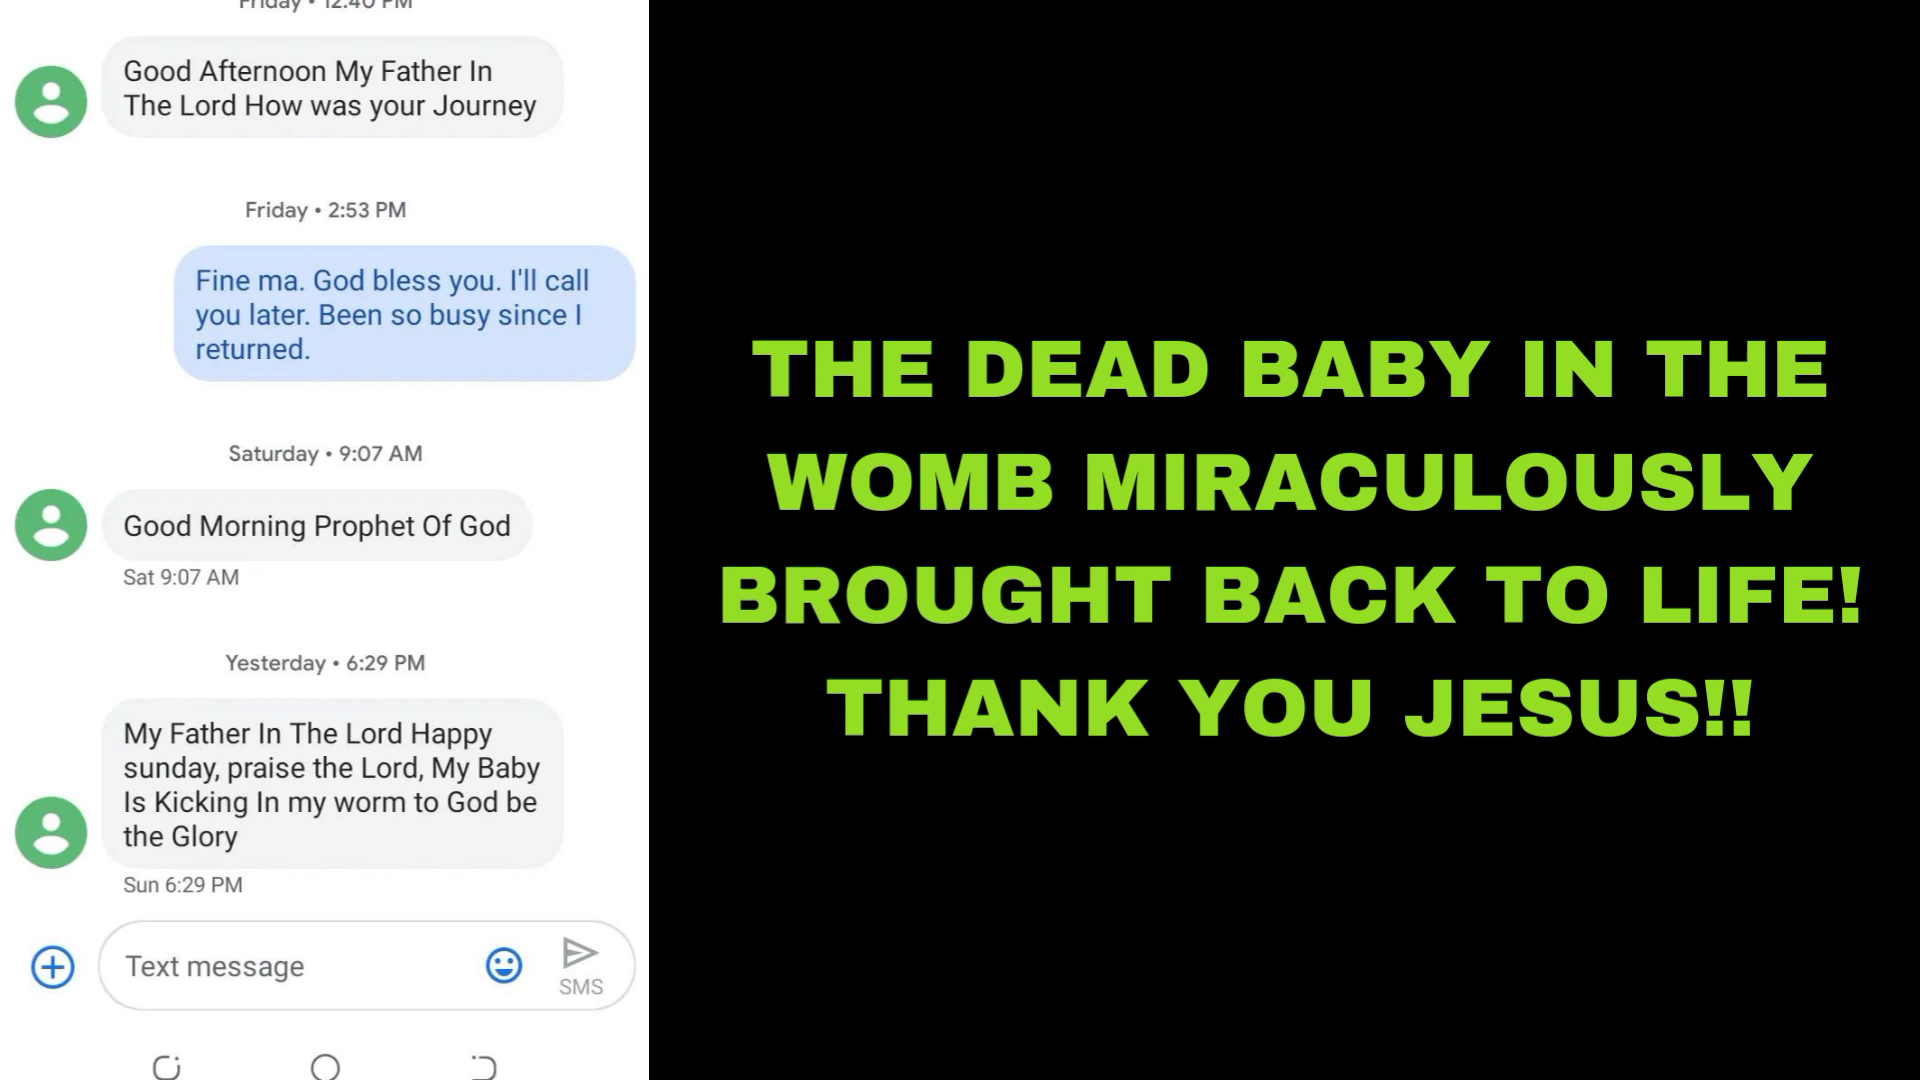 Friday • 12:40 PM
Good Afternoon My Father In
The Lord How was your Journey
Friday • 2:53 PM
Fine ma. God bless you. I'll call
you later. Been so busy since I
returned.
Saturday • 9:07 AM
Good Morning Prophet Of God
Sat 9:07 AM
Yesterday • 6:29 PM
My Father In The Lord Happy
sunday, praise the Lord, My Baby
Is Kicking In my worm to God be
the Glory
Sun 6:29 PM
Text message
SMS
THE DEAD BABY IN THE
WOMB MIRACULOUSLY
BROUGHT BACK TO LIFE!
THANK YOU JESUS!!